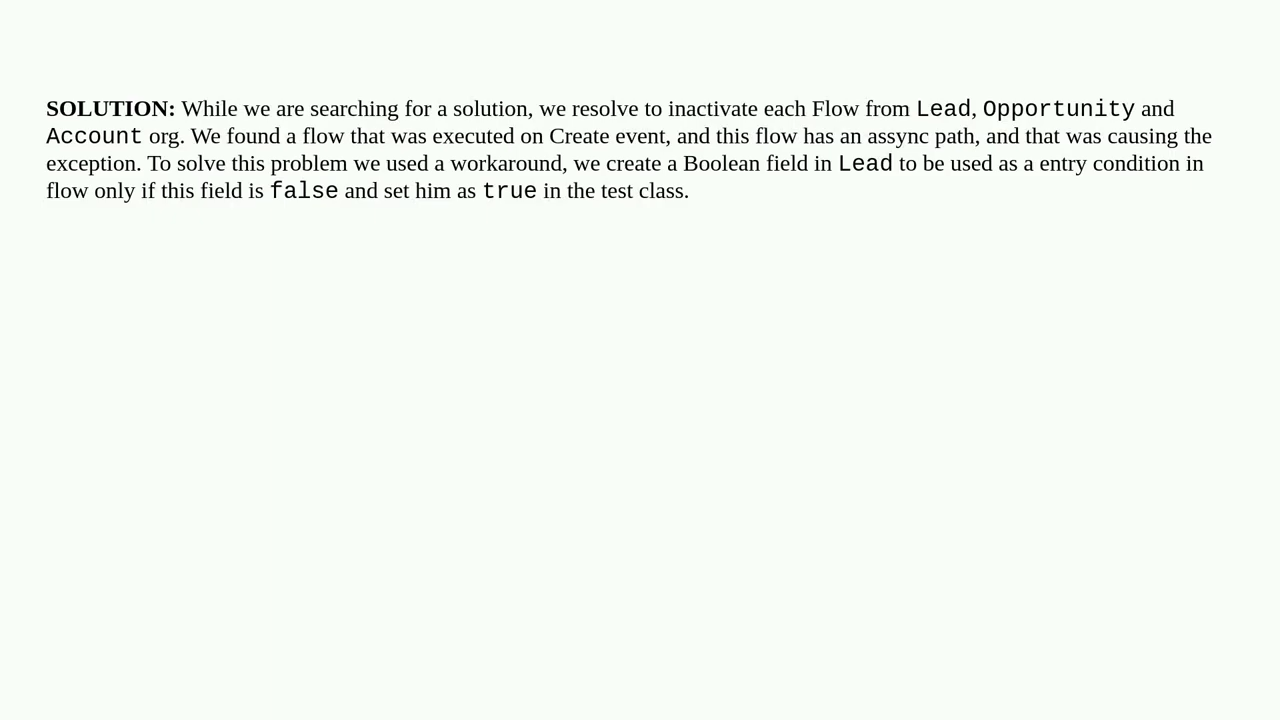 SOLUTION: While we are searching for a solution, we resolve to inactivate each Flow from Lead, Opportunity and
Account org. We found a flow that was executed on Create event, and this flow has an assync path, and that was causing the
exception. To solve this problem we used a workaround, we create a Boolean field in Lead to be used as a entry condition in
flow only if this field is false and set him as true in the test class.